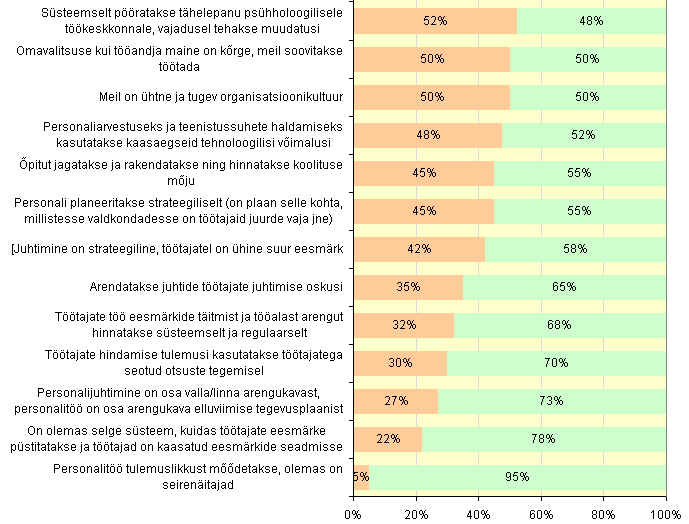 Süsteemselt pööratakse tähelepanu psühholoogilisele
töökeskkonnale, vajadusel tehakse muudatusi
52%
48%
Omavalitsuse kui tööandja maine on kõrge, meil soovitakse
töötada
50%
50%
Meil on ühtne ja tugev organisatsioonikultuur
50%
50%
Personaliarvestuseks ja teenistussuhete haldamiseks
kasutatakse kaasaegseid tehnoloogilisi võimalusi
48%
52%
Õpitut jagatakse ja rakendatakse ning hinnatakse koolituse
mõju
45%
55%
Personali planeeritakse strateegiliselt (on plaan selle kohta,
millistesse valdkondadesse on töötajaid juurde vaja jne)
45%
55%
[Juhtimine on strateegiline, töötajatel on ühine suur eesmärk
42%
58%
Arendatakse juhtide töötajate juhtimise oskusi
35%
65%
Töötajate töö eesmärkide täitmist ja tööalast arengut
hinnatakse süsteemselt ja regulaarselt
32%
68%
Töötajate hindamise tulemusi kasutatakse töötajatega
seotud otsuste tegemisel
30%
70%
Personalijuhtimine on osa valla/linna arengukavast,
personalitöö on osa arengukava elluviimise tegevusplaanist
27%
73%
On olemas selge süsteem, kuidas töötajate eesmärke
püstitatakse ja töötajad on kaasatud eesmärkide seadmisse
22%
78%
Personalitöö tulemuslikkust mõõdetakse, olemas on
seirenäitajad
5%
95%
0% 20% 40% 60% 80% 100%